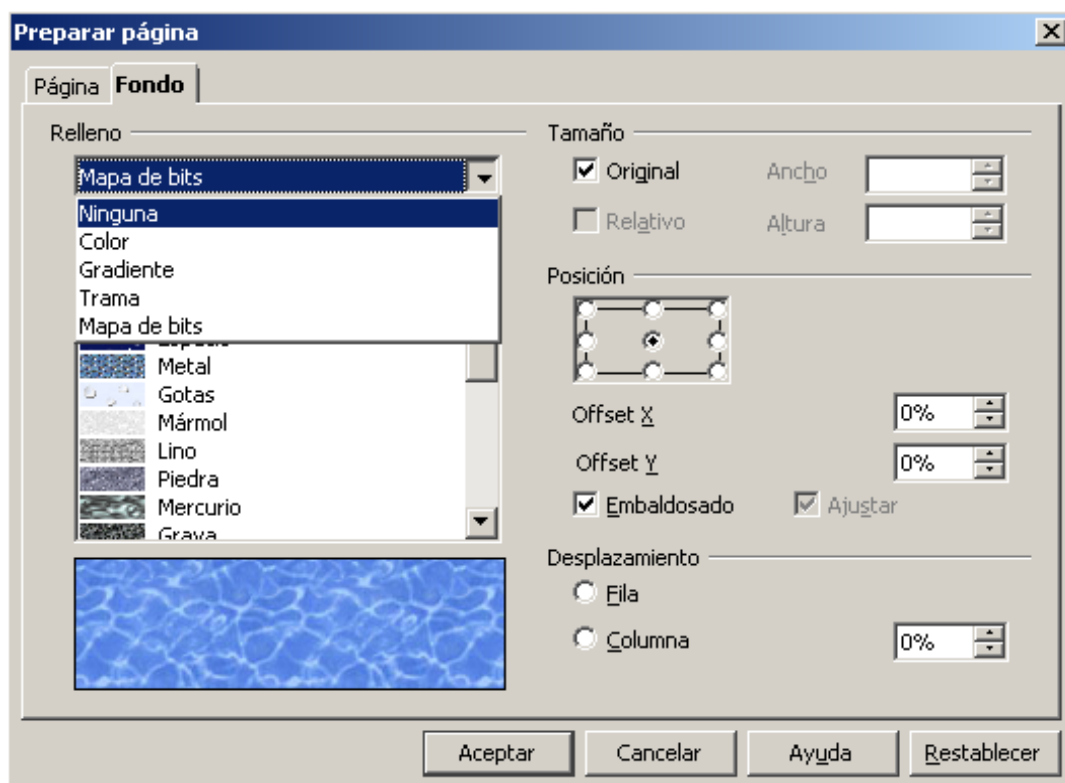 Preparar página
Página Fondo
Relleno
Mapa de bits
Ninguna
Color
Gradiente
Trama
Mapa de bits
Espacio
Metal
Gotas
Mármol
Lino
Piedra
Mercurio
Grava
Tamaño
Original Ancho
Relativo Altura
Posición
Offset X 0%
Offset Y 0%
Embaldosado Ajustar
Desplazamiento
Fila
Columna 0%
Aceptar Cancelar Ayuda Restablecer